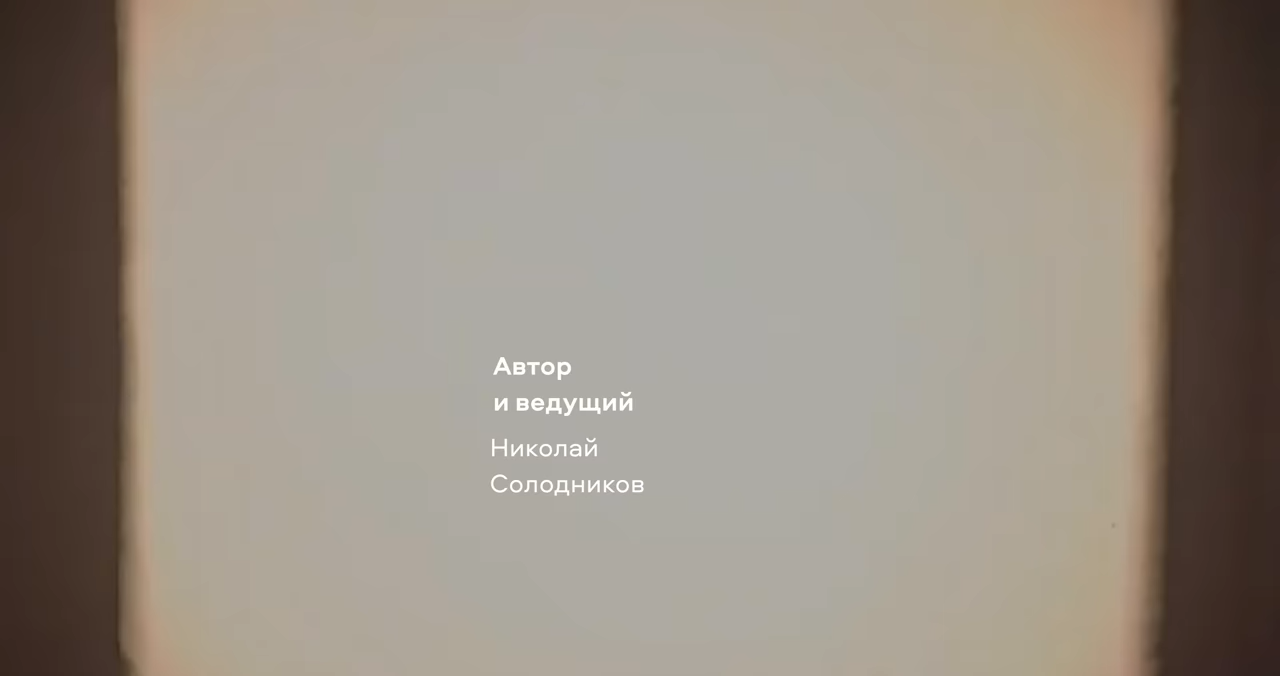 Автор
и ведущий
Николай
Солодников